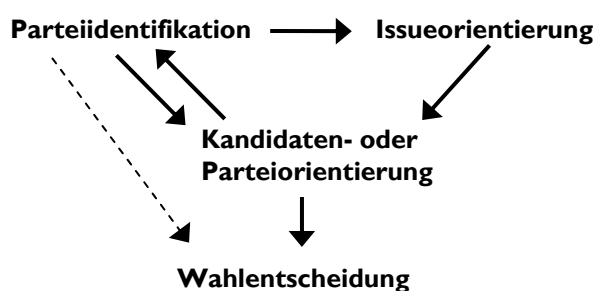 Parteiidentifikation
Issueorientierung
Kandidaten- oder
Parteiorientierung
Wahlentscheidung